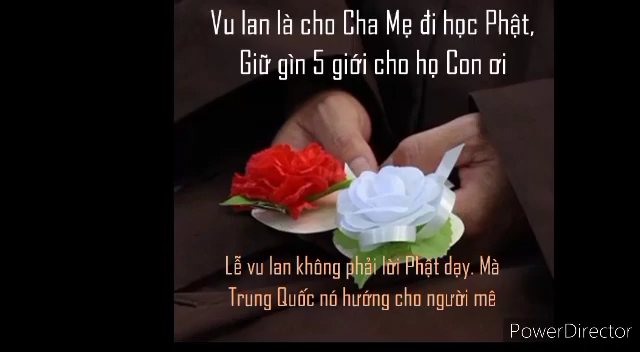 Vu lan là cho Cha Mẹ đi học Phật,
Giữ gìn 5 giới cho họ Con ơi
Lễ vu lan không phải lời Phật dạy. Mà
Trung Quốc nó hướng cho người mê
PowerDirector